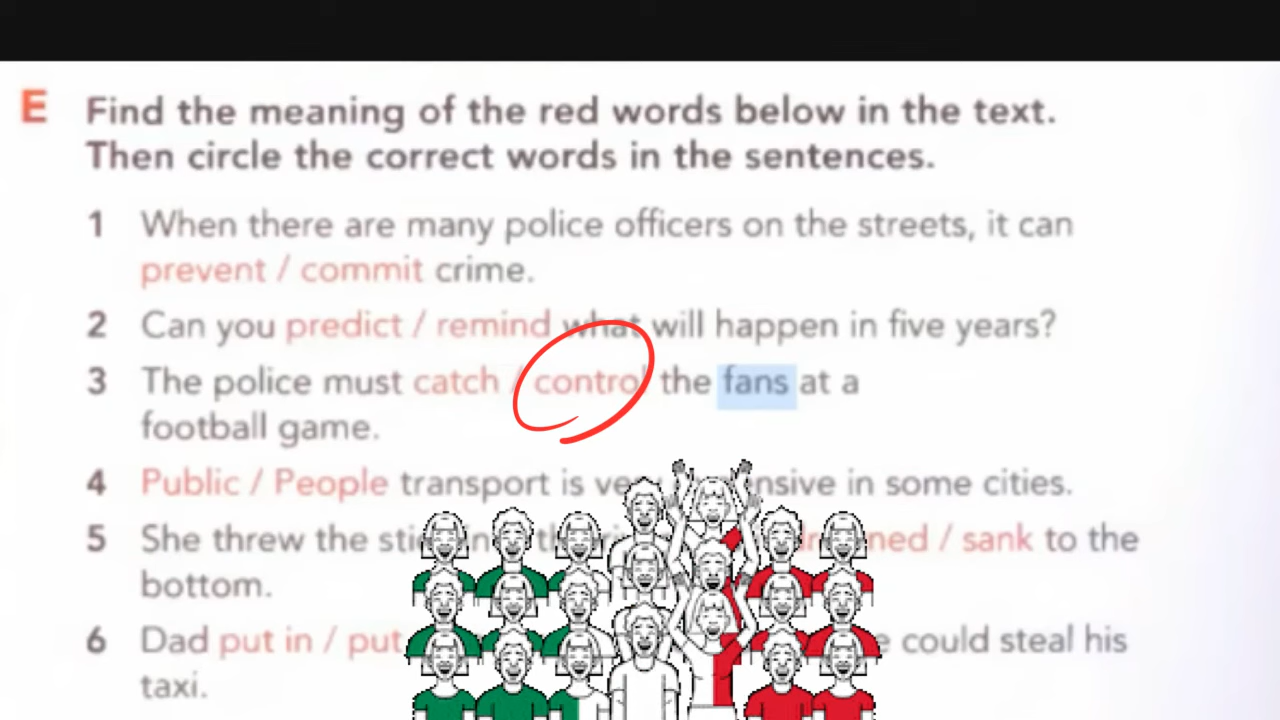 E Find the meaning of the red words below in the text.
Then circle the correct words in the sentences.
1 When there are many police officers on the streets, it can
prevent / commit crime.
2 Can you predict / remind what will happen in five years?
3 The police must catch / control the fans at a
football game.
4 Public / People transport is in some cities.
5 She threw the / sank to the
bottom.
6 Dad put in / put could steal his
taxi.